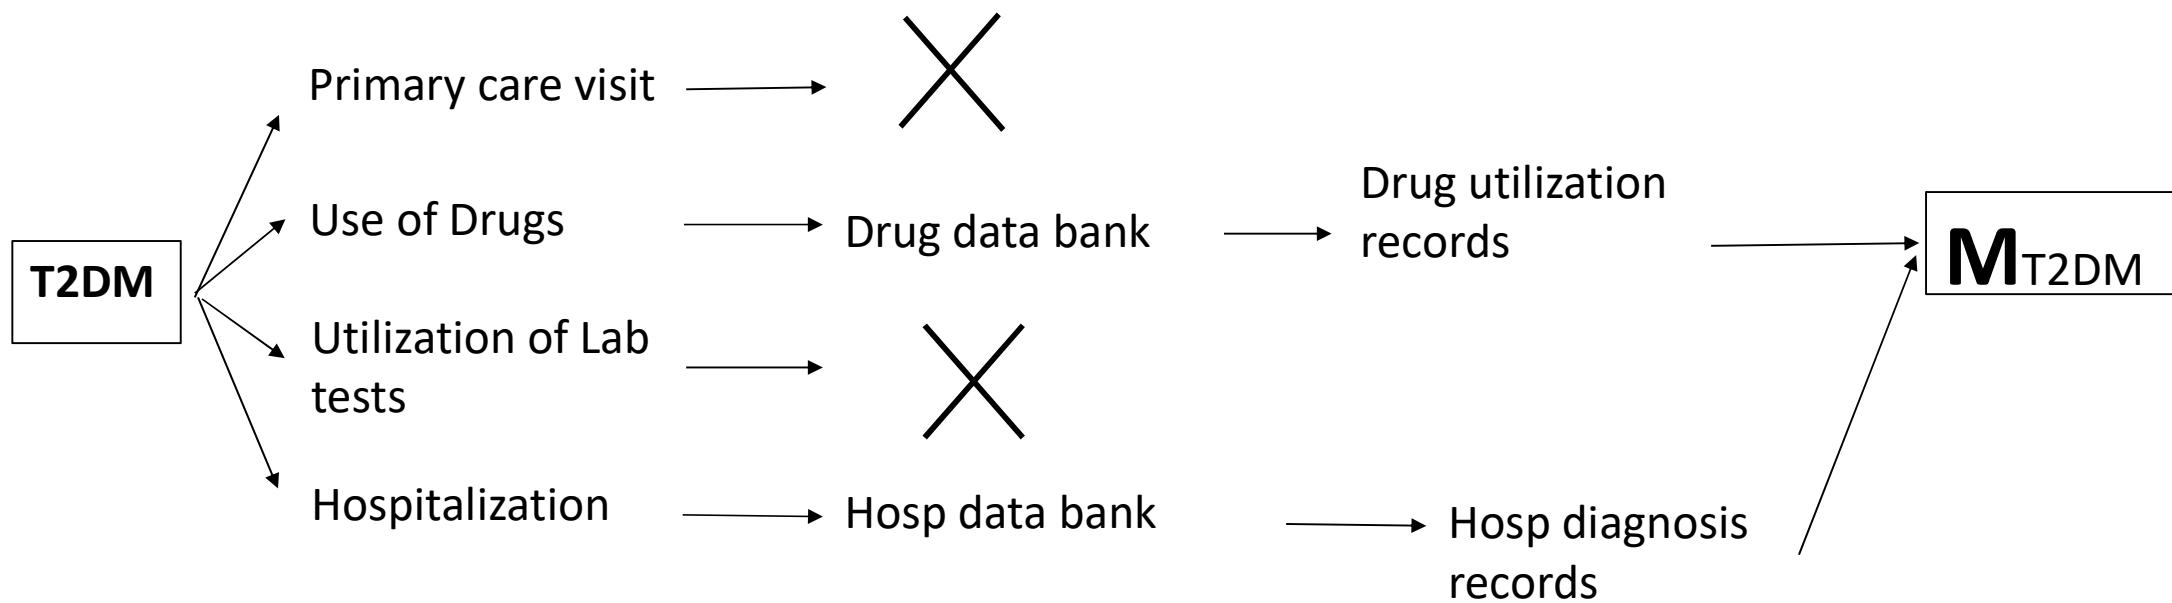 Primary care visit
Use of Drugs
Drug data bank
Drug utilization
records
T2DM
MT2DM
Utilization of Lab
tests
Hospitalization
Hosp data bank
Hosp diagnosis
records